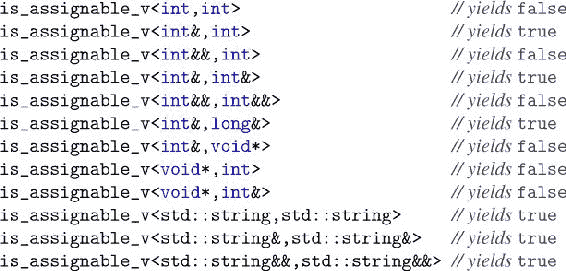 is_assignable_v<int,int> // yields false
is_assignable_v<int&,int> // yields true
is_assignable_v<int&&,int> // yields false
is_assignable_v<int&,int&> // yields true
is_assignable_v<int&&,int&&> // yields false
is_assignable_v<int&,long&> // yields true
is_assignable_v<int&,void*> // yields false
is_assignable_v<void*,int> // yields false
is_assignable_v<void*,int&> // yields false
is_assignable_v<std::string,std::string> // yields true
is_assignable_v<std::string&,std::string&> // yields true
is_assignable_v<std::string&&,std::string&&> // yields true